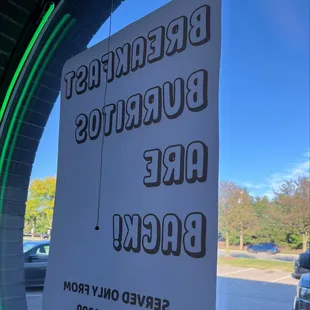 BREAKFAST
BURRITOS
ARE
BACK!
SERVED ONLY FROM